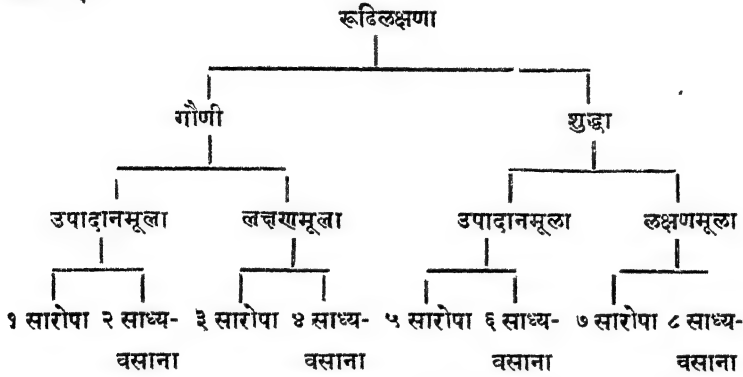 रूढिलक्षणा
गौणी शुद्धा
उपादानमूला लक्षणमूला उपादानमूला लक्षणमूला
१ सारोपा २ साध्य- ३ सारोपा ४ साध्य- ५ सारोपा ६ साध्य- ७ सारोपा ८ साध्य-
वसाना वसाना वसाना वसाना